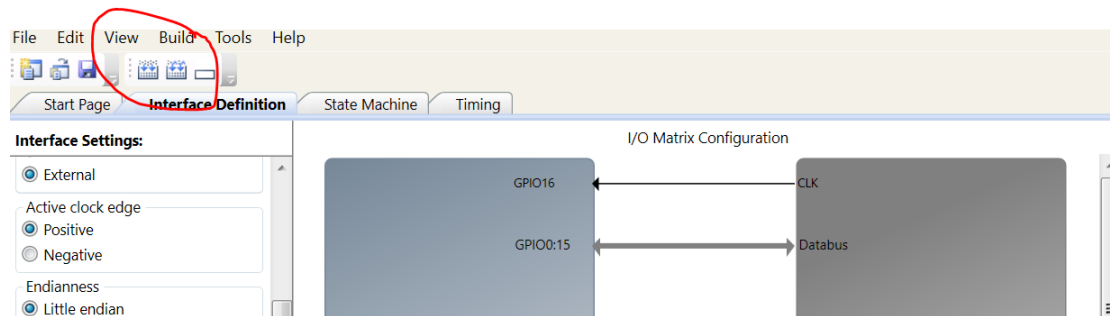 File Edit View Build Tools Help
Start Page Interface Definition State Machine Timing
Interface Settings:
I/O Matrix Configuration
External
GPIO16
CLK
Active clock edge
Positive
GPIO0:15
Databus
Negative
Endianness
Little endian